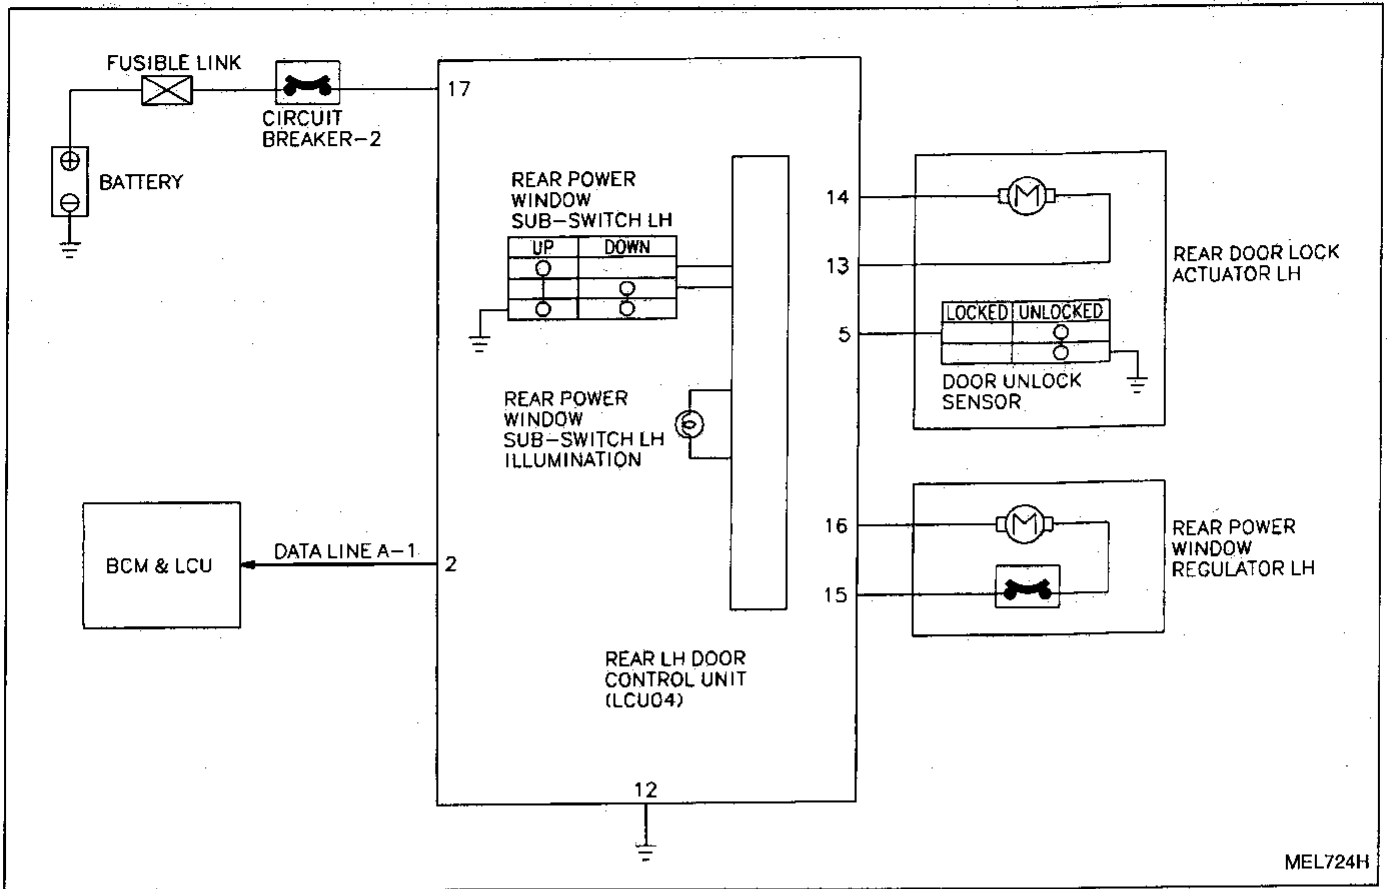 FUSIBLE LINK
17
CIRCUIT
BREAKER-2
BATTERY
REAR POWER
WINDOW
SUB-SWITCH LH
UP DOWN
14
13
REAR DOOR LOCK
ACTUATOR LH
LOCKED UNLOCKED
5
DOOR UNLOCK
SENSOR
REAR POWER
WINDOW
SUB-SWITCH LH
ILLUMINATION
M
M
16
15
REAR POWER
WINDOW
REGULATOR LH
BCM & LCU
DATA LINE A-1
2
REAR LH DOOR
CONTROL UNIT
(LCU04)
12
MEL724H